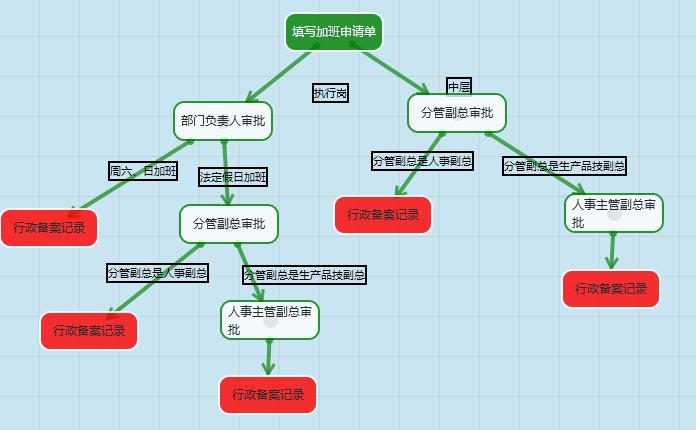 填写加班申请单
执行岗
中层
部门负责人审批
分管副总审批
周六、日加班
法定假日加班
分管副总是人事副总
分管副总是生产品技副总
行政备案记录
分管副总审批
行政备案记录
人事主管副总审
批
分管副总是人事副总
分管副总是生产品技副总
行政备案记录
行政备案记录
人事主管副总审
批
行政备案记录